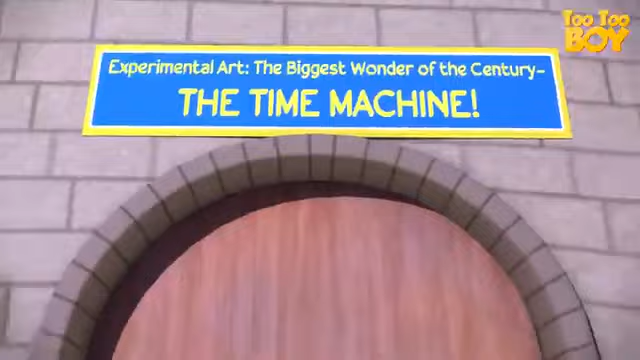 Too Too
BOY
Experimental Art: The Biggest Wonder of the Century-
THE TIME MACHINE!